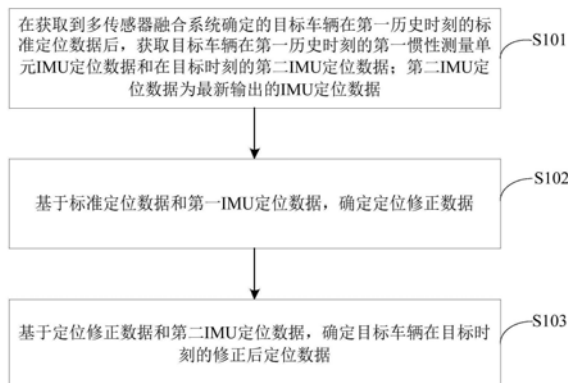 在获取到多传感器融合系统确定的目标车辆在第一历史时刻的标
准定位数据后，获取目标车辆在第一历史时刻的第一惯性测量
单元IMU定位数据和在目标时刻的第二IMU定位数据；第二IMU定
位数据为最新输出的IMU定位数据
S101
基于标准定位数据和第一IMU定位数据，确定定位修正数据
S102
基于定位修正数据和第二IMU定位数据，确定目标车辆在目标时
刻的修正后定位数据
S103